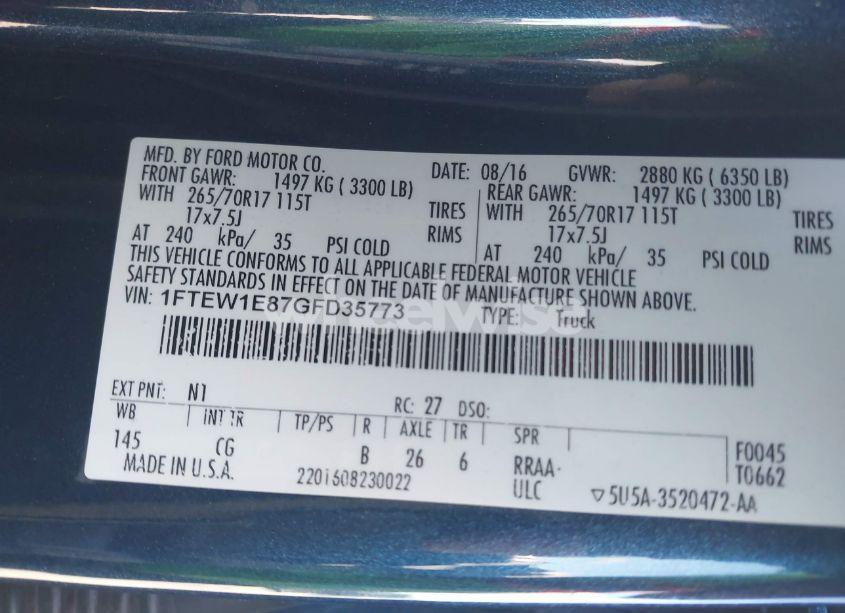 MFD. BY FORD MOTOR CO. DATE: 08/16 GVWR: 2880 KG ( 6350 LB)
FRONT GAWR: 1497 KG ( 3300 LB) REAR GAWR: 1497 KG ( 3300 LB)
WITH 265/70R17 115T TIRES WITH 265/70R17 115T TIRES
17x7.5J RIMS 17x7.5J RIMS
AT 240 kPa/ 35 PSI COLD AT 240 kPa/ 35 PSI COLD
THIS VEHICLE CONFORMS TO ALL APPLICABLE FEDERAL MOTOR VEHICLE
SAFETY STANDARDS IN EFFECT ON THE DATE OF MANUFACTURE SHOWN ABOVE.
VIN: 1FTEW1E87GFD35773 TYPE: Truck
wheelwise
EXT PNT: N1 RC: 27 DSO:
WB INT TR TP/PS R AXLE TR SPR
145 CG B 26 6 RRAA- F0045
MADE IN U.S.A. 2201608230022 ULC T0662
▽5U5A-3520472-AA